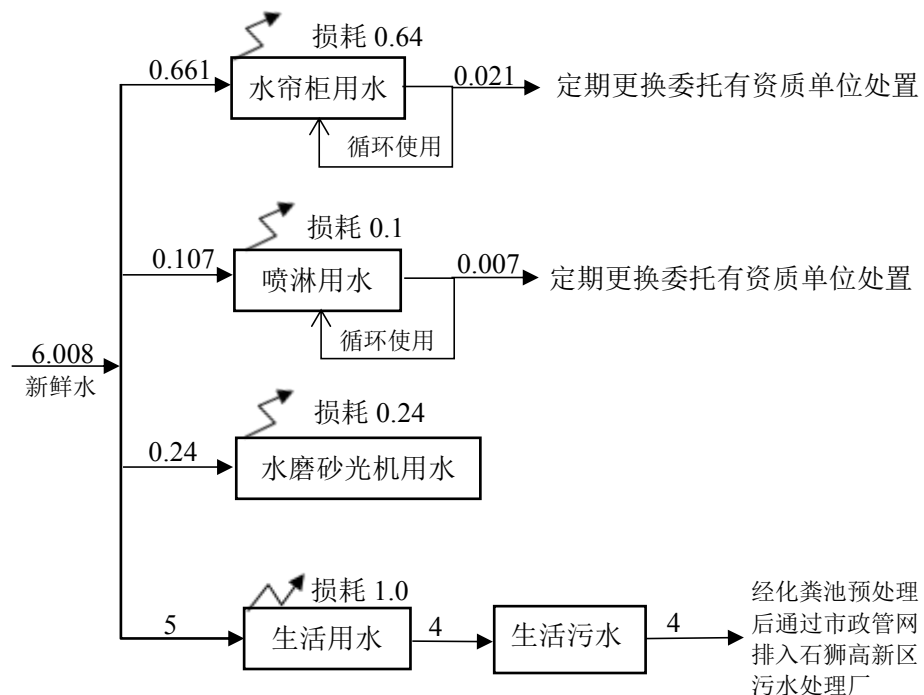 损耗 0.64
0.661
水帘柜用水
0.021
定期更换委托有资质单位处置
循环使用
损耗 0.1
0.107
喷淋用水
0.007
定期更换委托有资质单位处置
循环使用
6.008
新鲜水
损耗 0.24
0.24
水磨砂光机用水
损耗 1.0
5
生活用水
4
生活污水
4
经化粪池预处理
后通过市政管网
排入石狮高新区
污水处理厂